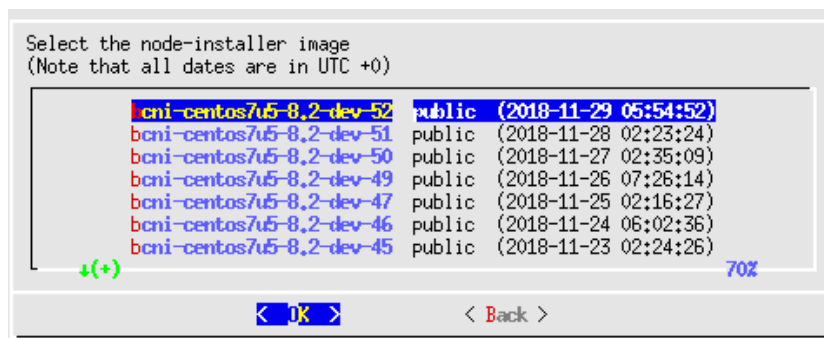 Select the node-installer image
(Note that all dates are in UTC +0)
bcni-centos7u5-8.2-dev-52 public (2018-11-29 05:54:52)
bcni-centos7u5-8.2-dev-51 public (2018-11-28 02:23:24)
bcni-centos7u5-8.2-dev-50 public (2018-11-27 02:35:09)
bcni-centos7u5-8.2-dev-49 public (2018-11-26 07:26:14)
bcni-centos7u5-8.2-dev-47 public (2018-11-25 02:16:27)
bcni-centos7u5-8.2-dev-46 public (2018-11-24 06:02:36)
bcni-centos7u5-8.2-dev-45 public (2018-11-23 02:24:26)
↓(+) 70%
< OK > < Back >